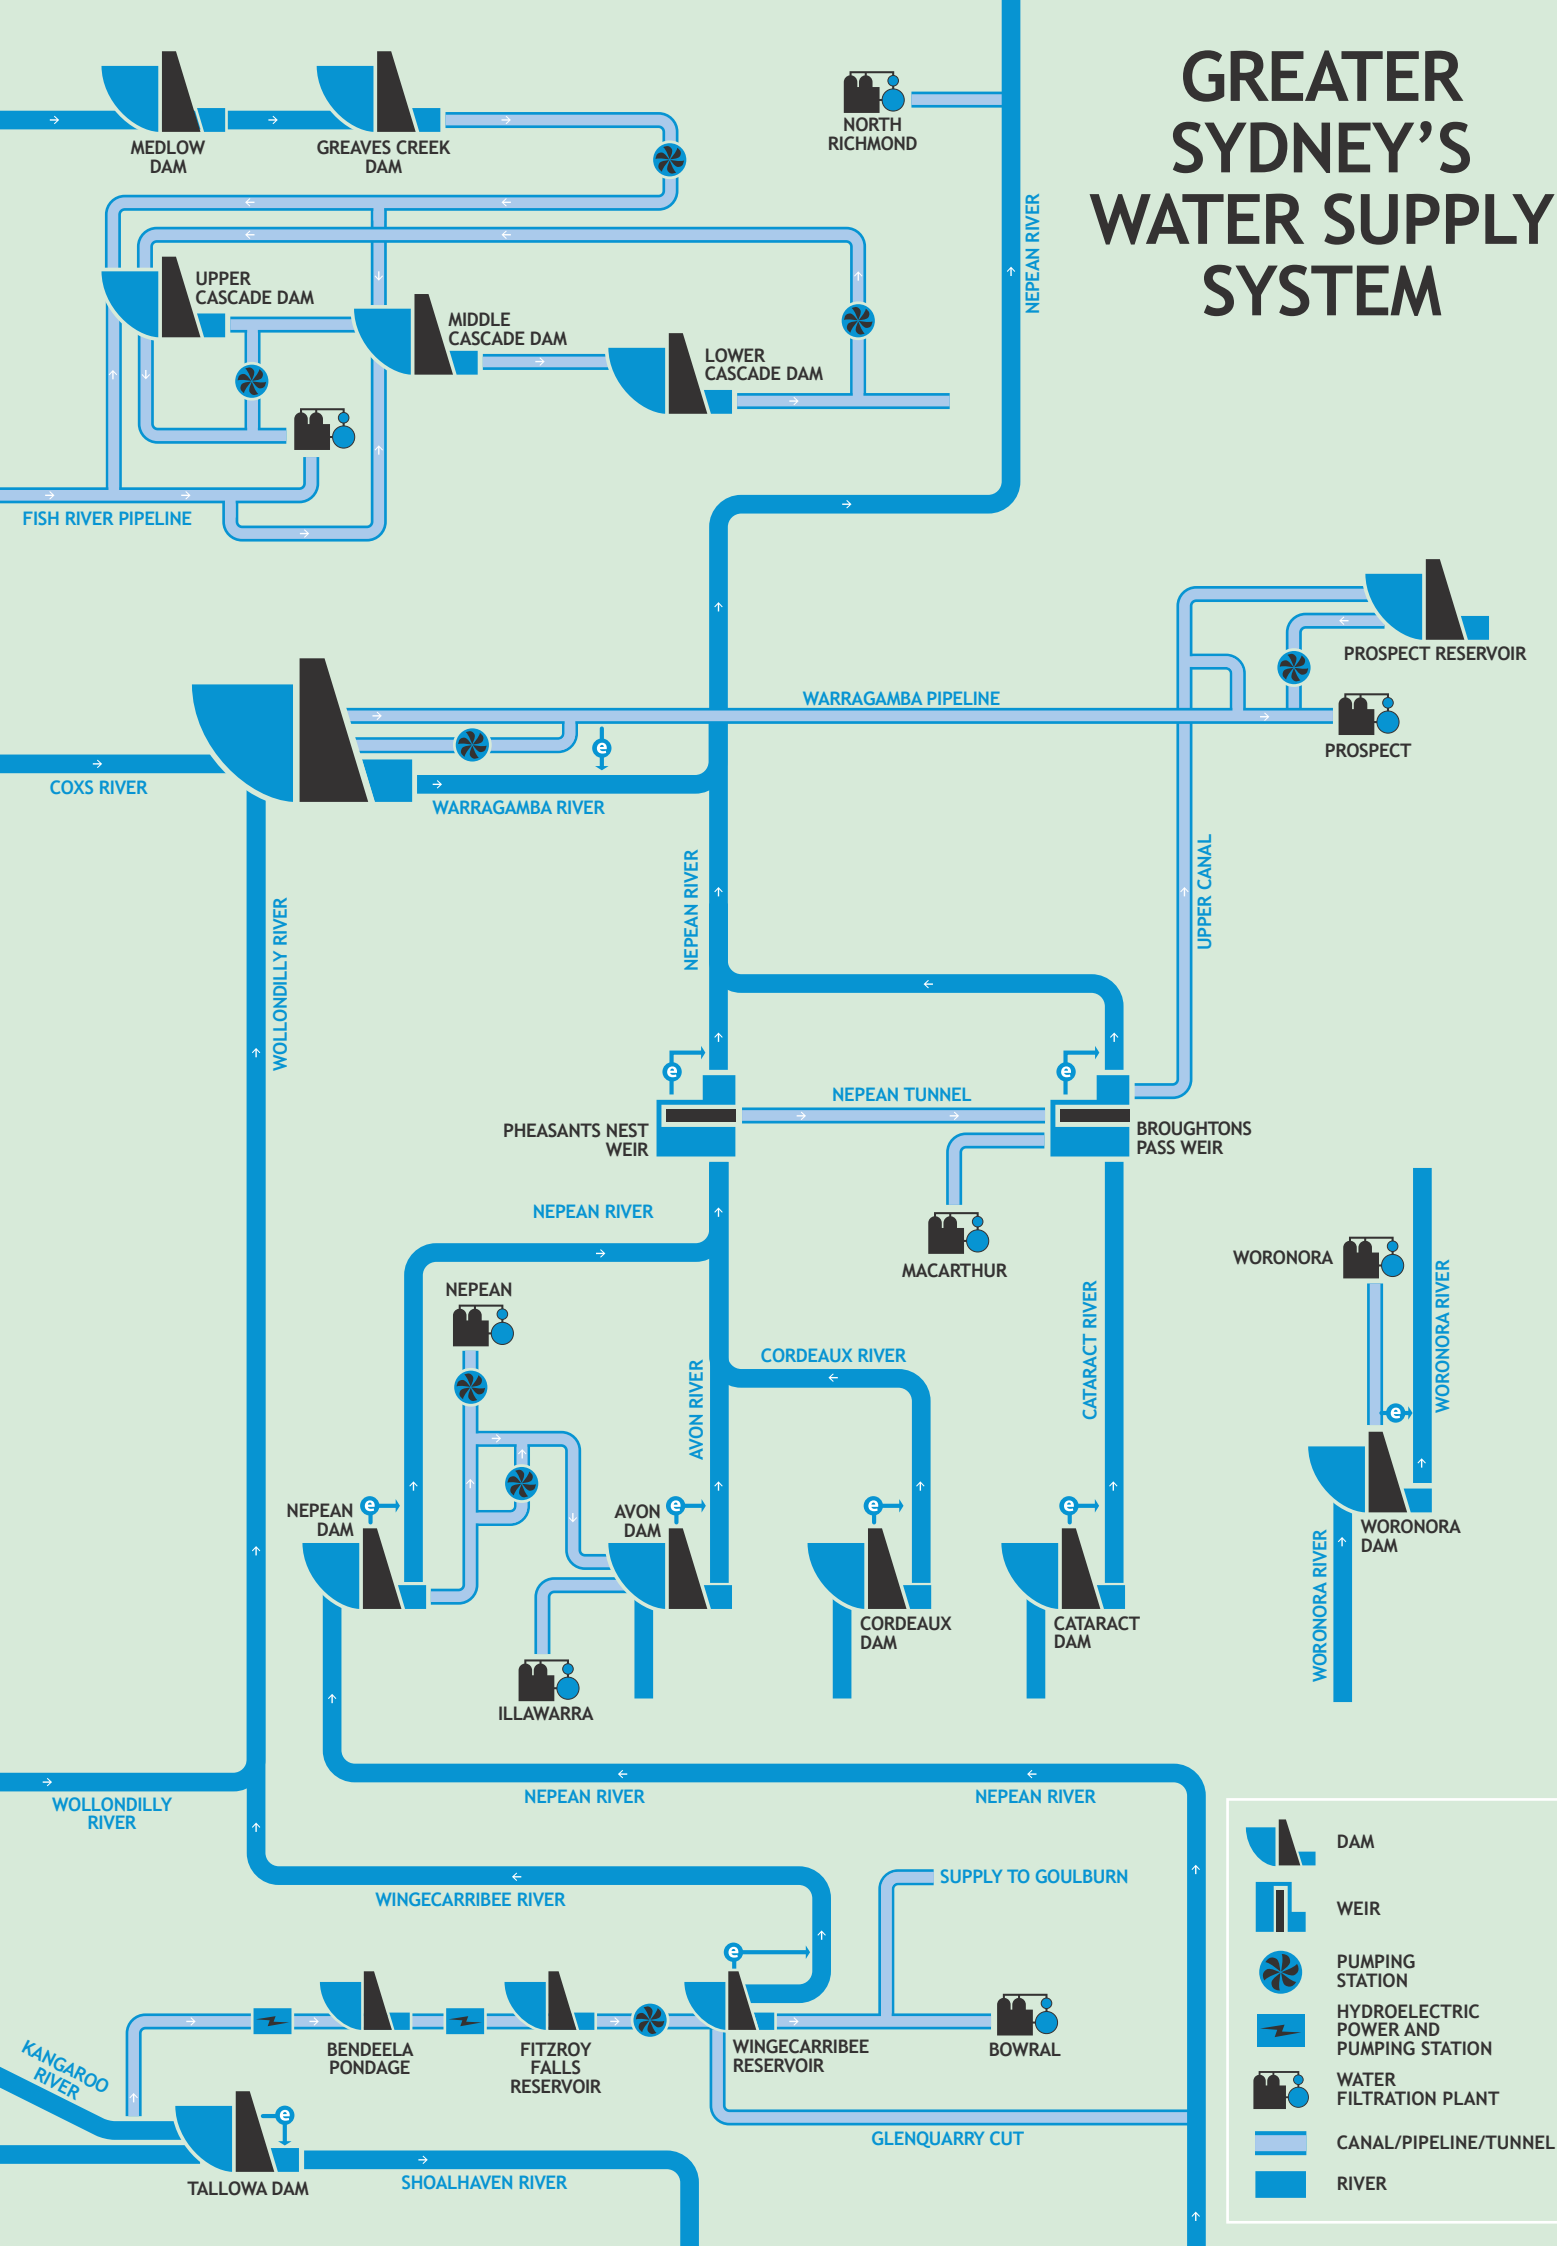 GREATER
SYDNEY’S
WATER SUPPLY
SYSTEM
MEDLOW
DAM
GREAVES CREEK
DAM
NORTH
RICHMOND
NEPEAN RIVER
UPPER
CASCADE DAM
MIDDLE
CASCADE DAM
LOWER
CASCADE DAM
FISH RIVER PIPELINE
PROSPECT RESERVOIR
WARRAGAMBA PIPELINE
PROSPECT
e
COXS RIVER
WARRAGAMBA RIVER
WOLLONDILLY RIVER
NEPEAN RIVER
UPPER CANAL
e
e
NEPEAN TUNNEL
PHEASANTS NEST
WEIR
BROUGHTONS
PASS WEIR
NEPEAN RIVER
MACARTHUR
WORONORA
WORONORA RIVER
NEPEAN
CATARACT RIVER
CORDEAUX RIVER
AVON RIVER
e
NEPEAN
DAM
e
AVON
DAM
e
e
e
WORONORA
DAM
WORONORA RIVER
CORDEAUX
DAM
CATARACT
DAM
ILLAWARRA
WOLLONDILLY
RIVER
NEPEAN RIVER
NEPEAN RIVER
WINGECARRIBEE RIVER
SUPPLY TO GOULBURN
e
BENDEELA
PONDAGE
FITZROY
FALLS
RESERVOIR
WINGECARRIBEE
RESERVOIR
BOWRAL
KANGAROO
RIVER
e
GLENQUARRY CUT
TALLOWA DAM
SHOALHAVEN RIVER
DAM
WEIR
PUMPING
STATION
HYDROELECTRIC
POWER AND
PUMPING STATION
WATER
FILTRATION PLANT
CANAL/PIPELINE/TUNNEL
RIVER